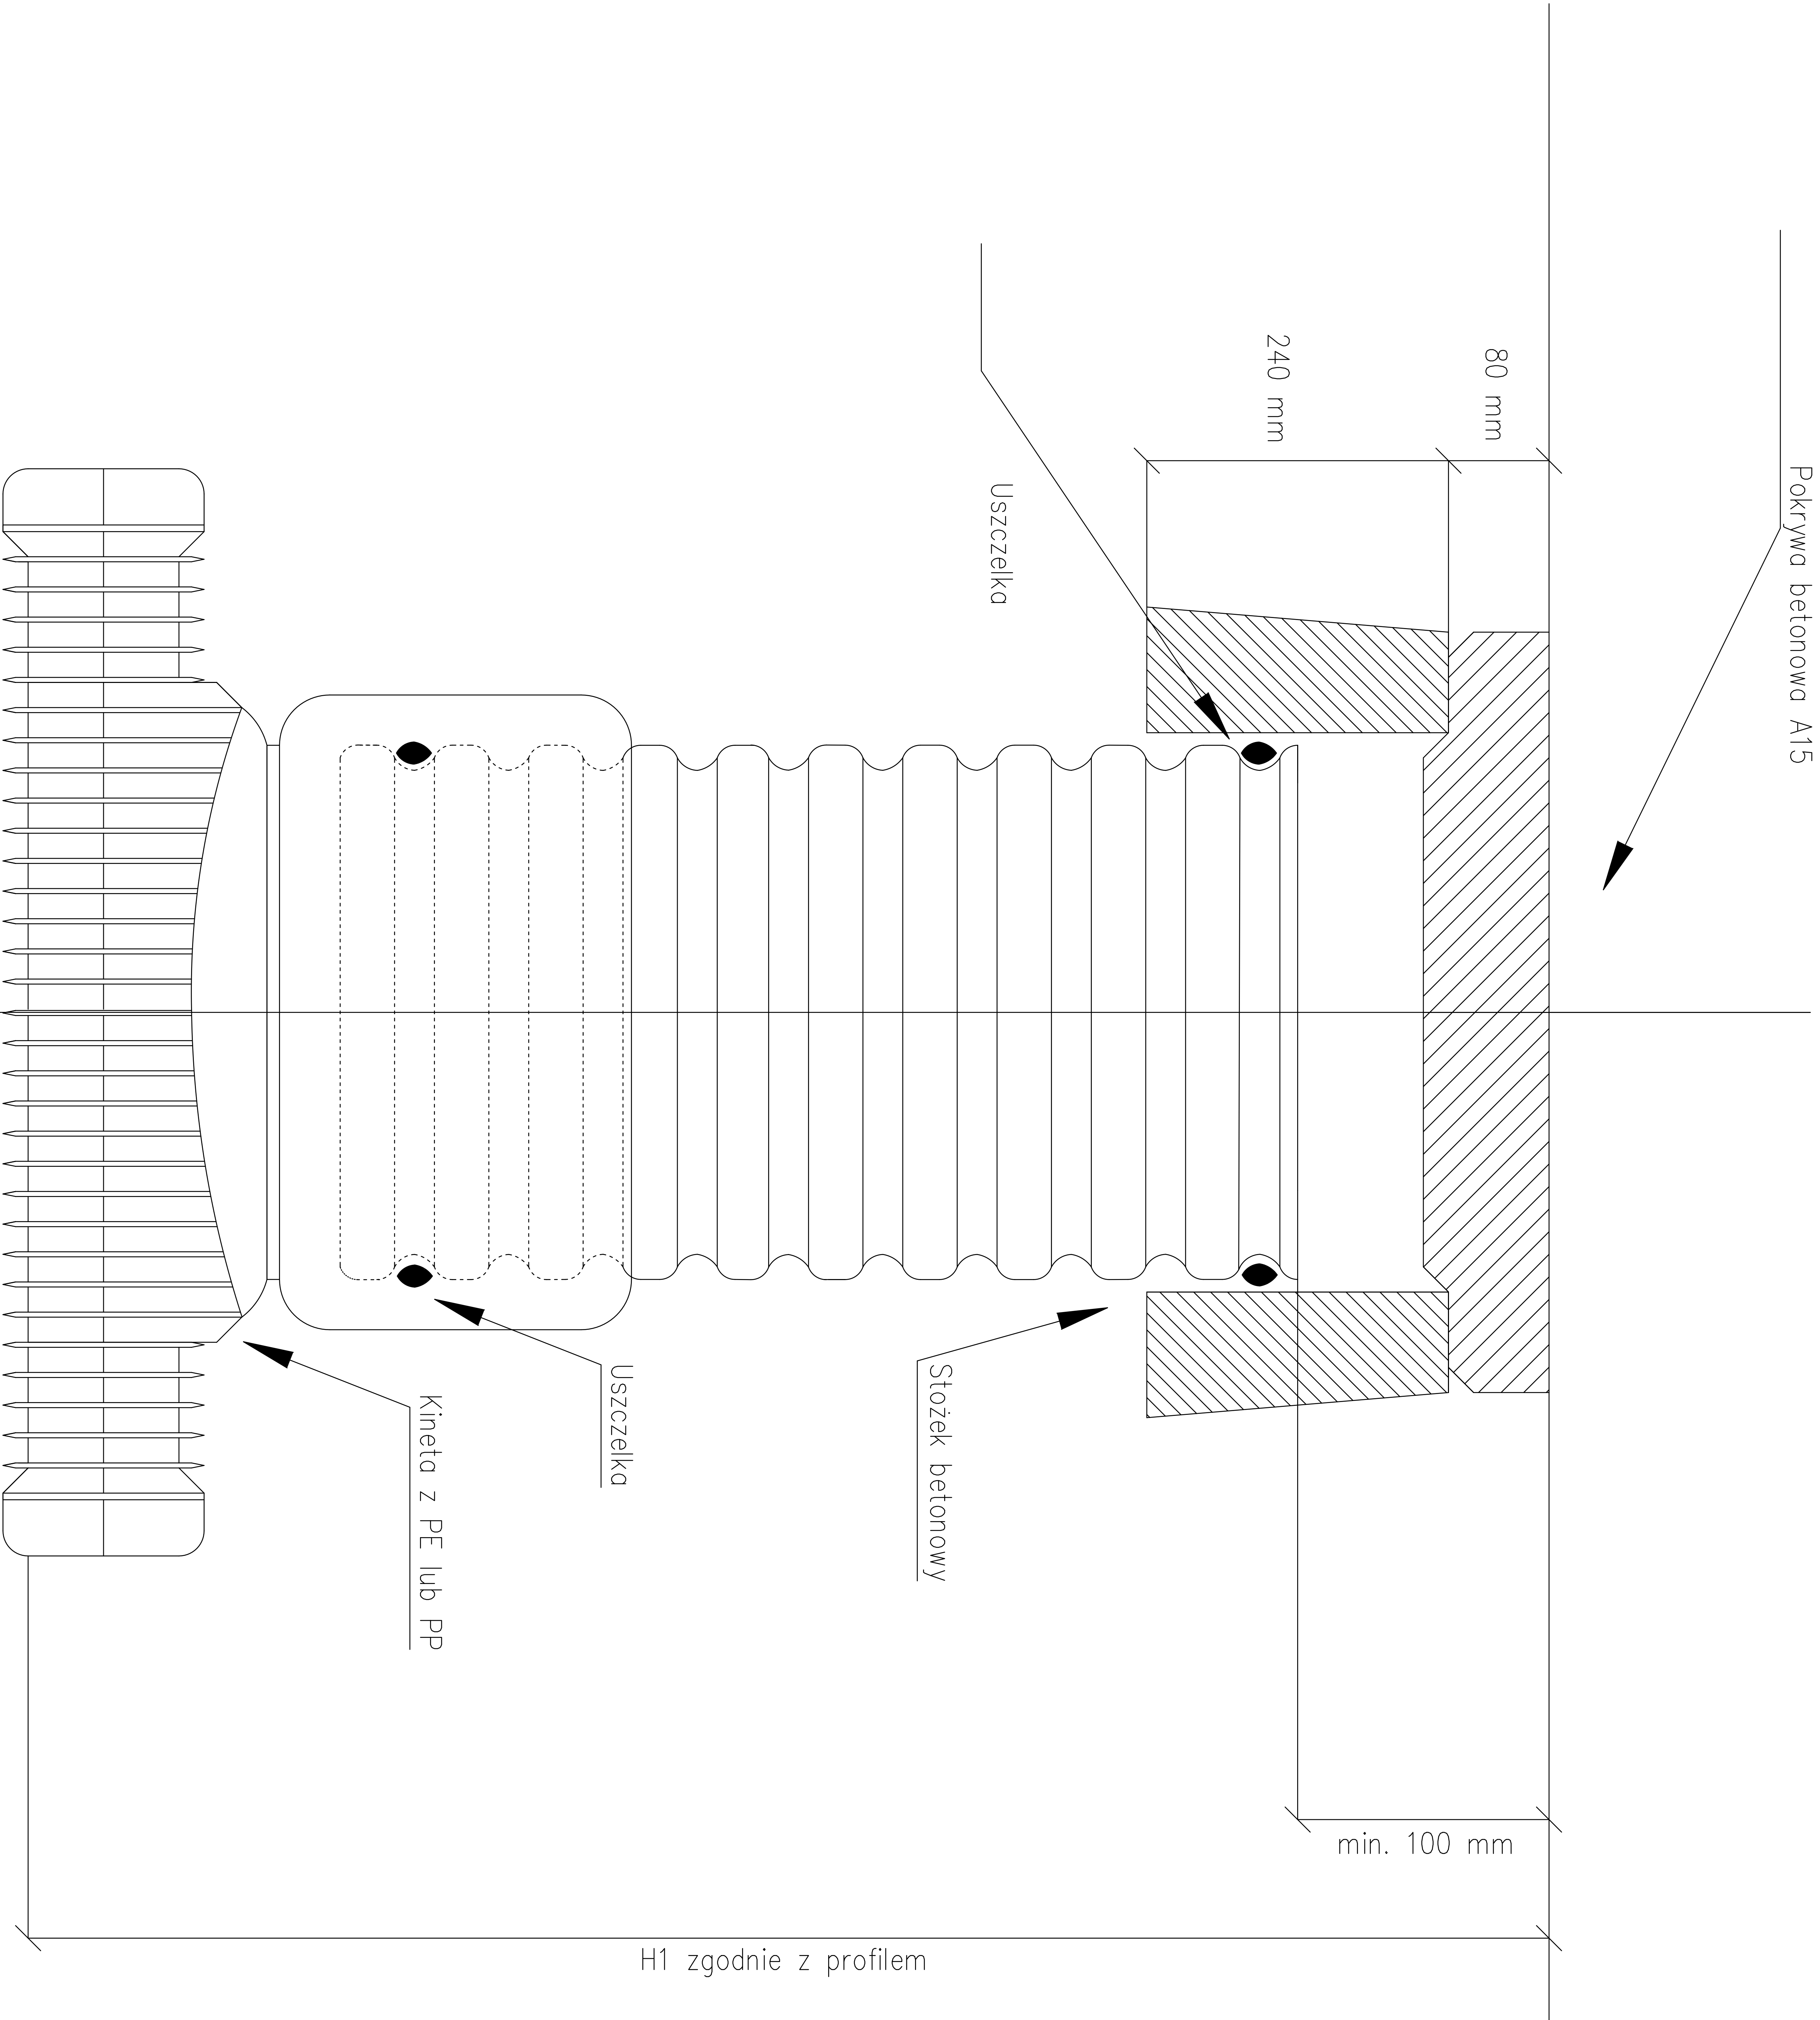 Pokrywa betonowa A15
80 mm
240 mm
Uszczelka
Stożek betonowy
Uszczelka
Kineta z PE lub PP
min. 100 mm
H1 zgodnie z profilem